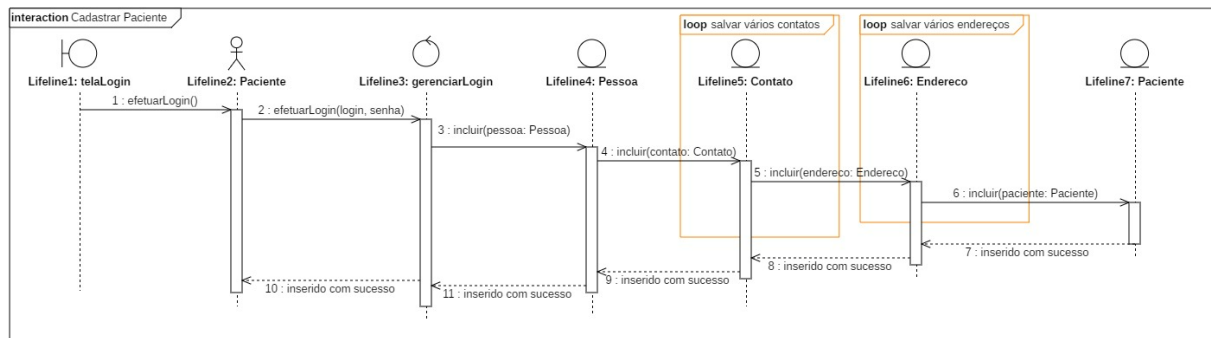 interaction Cadastrar Paciente
loop salvar vários contatos
loop salvar vários endereços
Lifeline1: telaLogin
Lifeline2: Paciente
Lifeline3: gerenciarLogin
Lifeline4: Pessoa
Lifeline5: Contato
Lifeline6: Endereco
Lifeline7: Paciente
1 : efetuarLogin()
2 : efetuarLogin(login, senha)
3 : incluir(pessoa: Pessoa)
4 : incluir(contato: Contato)
5 : incluir(endereco: Endereco)
6 : incluir(paciente: Paciente)
7 : inserido com sucesso
8 : inserido com sucesso
9 : inserido com sucesso
10 : inserido com sucesso
11 : inserido com sucesso